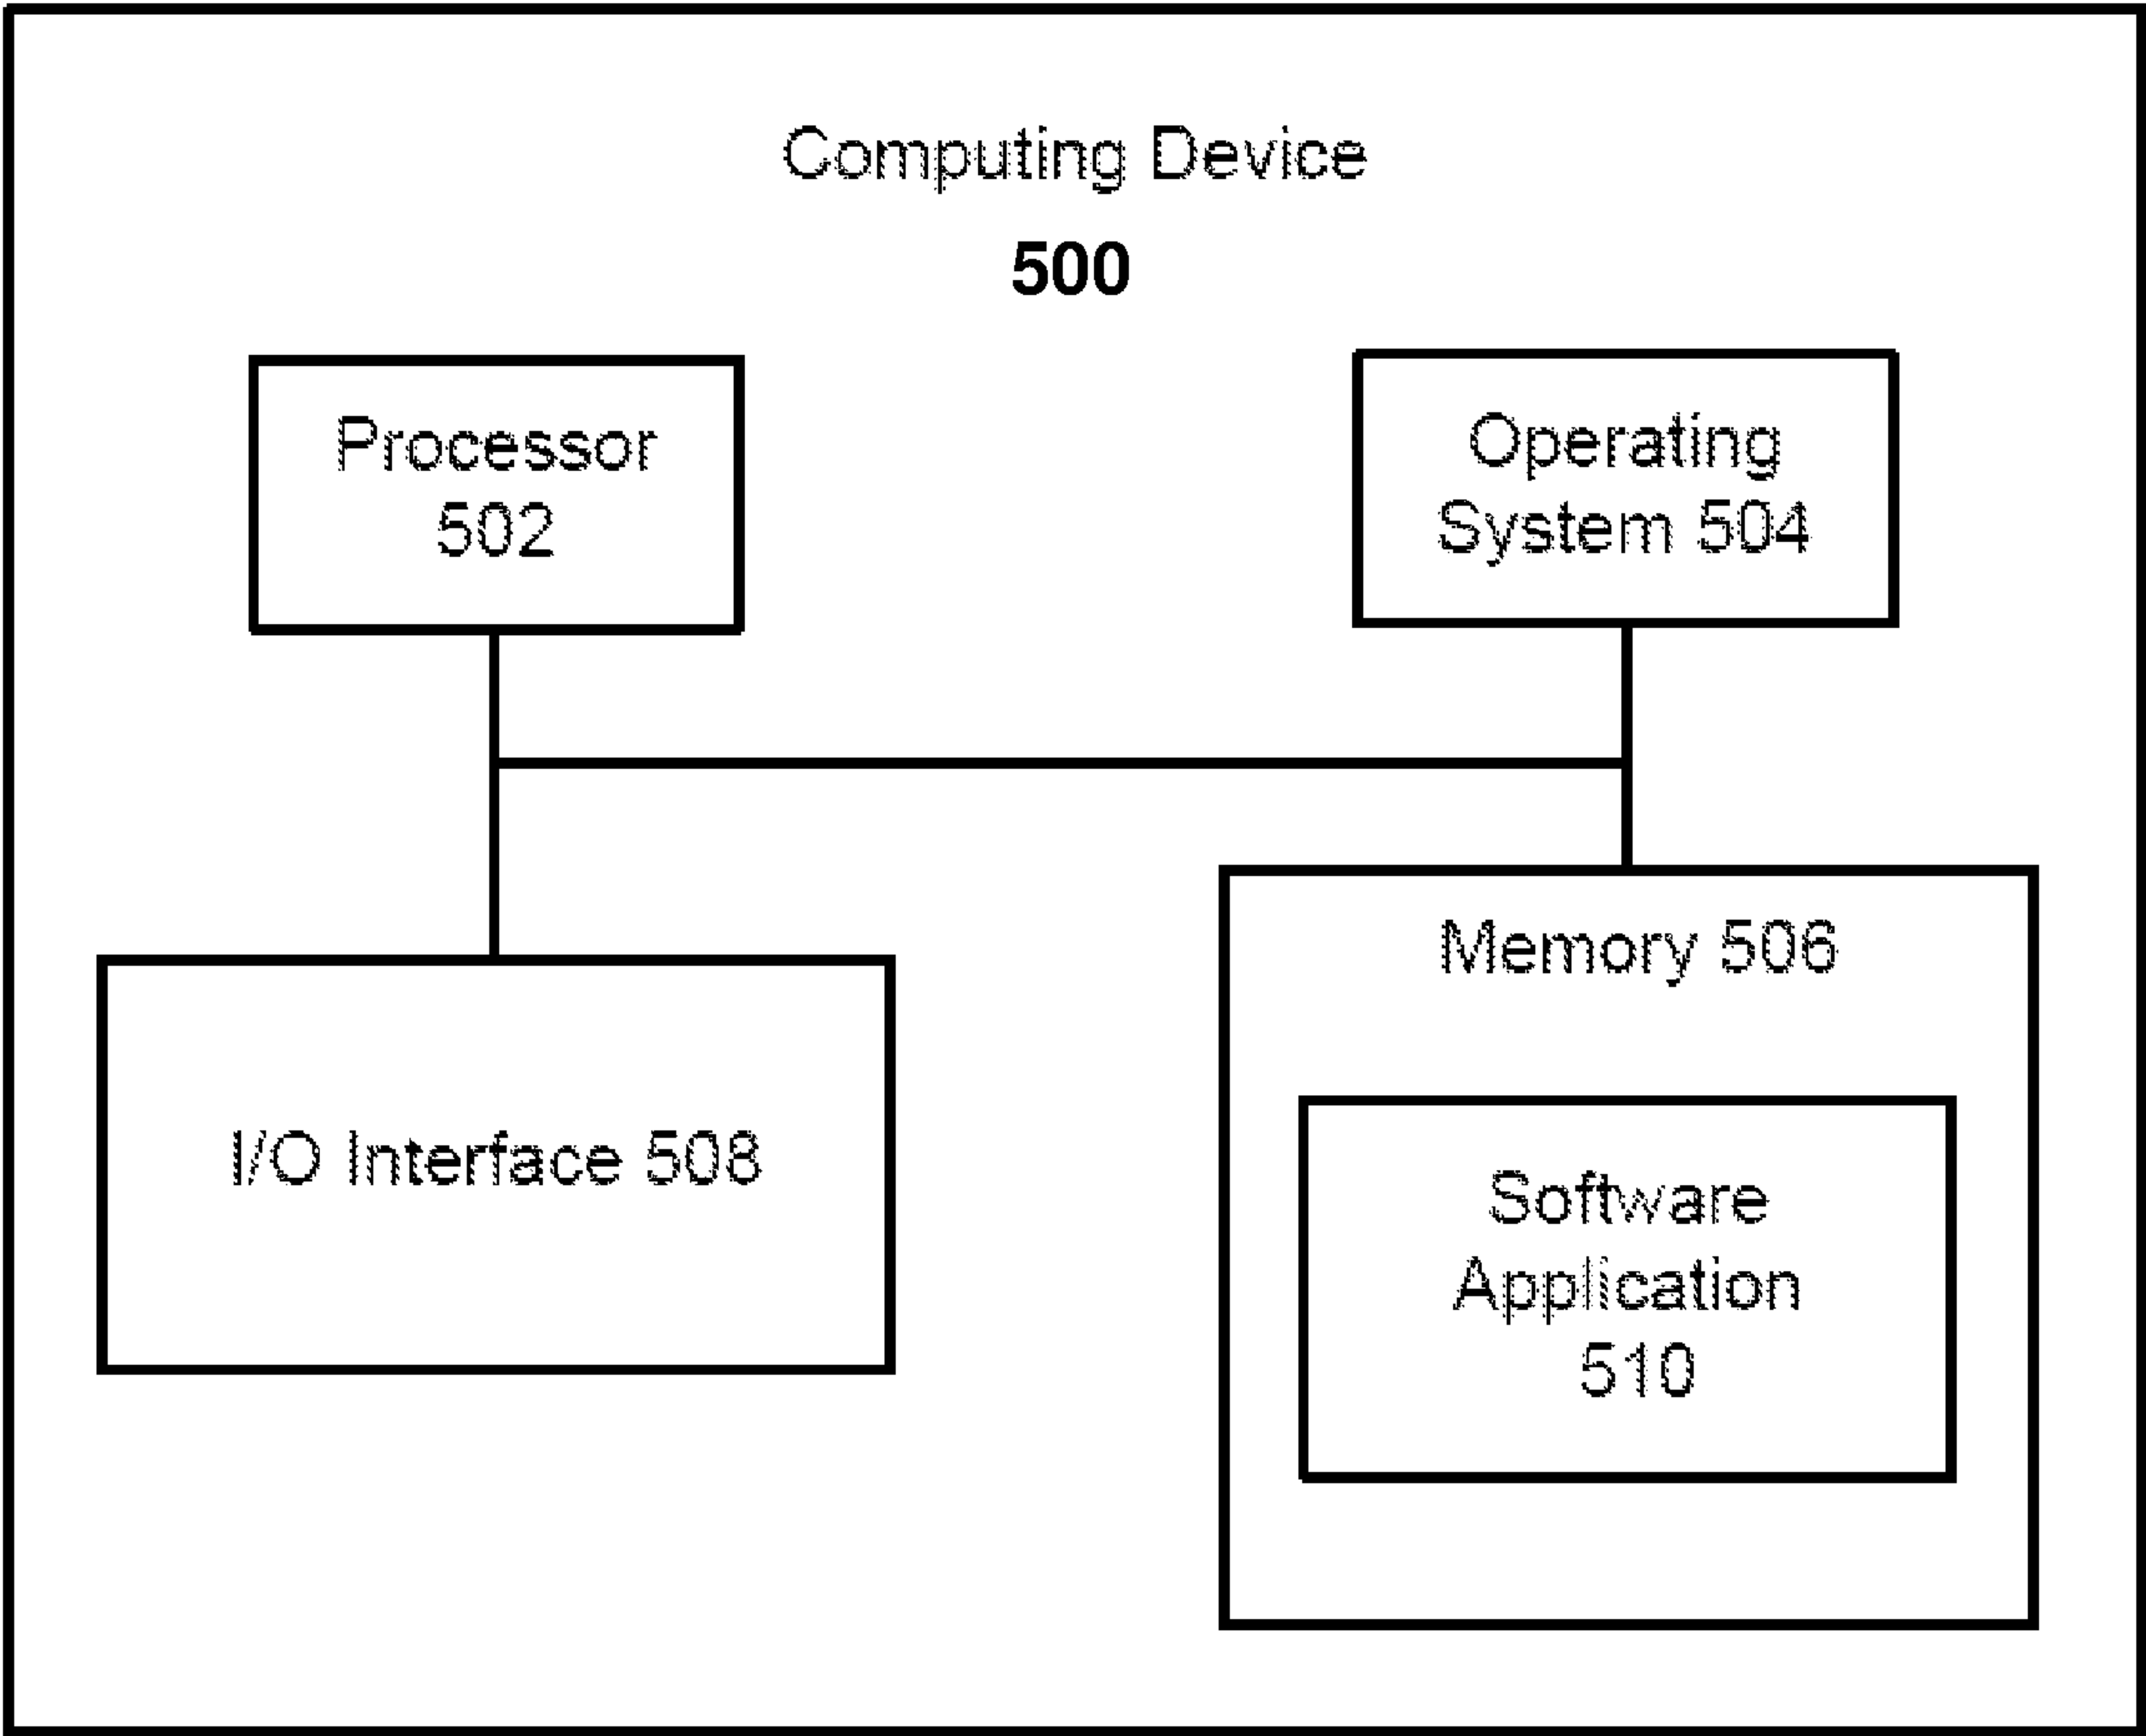 Computing Device
500
Processor
502
Operating
System 504
I/O Interface 508
Memory 506
Software
Application
510